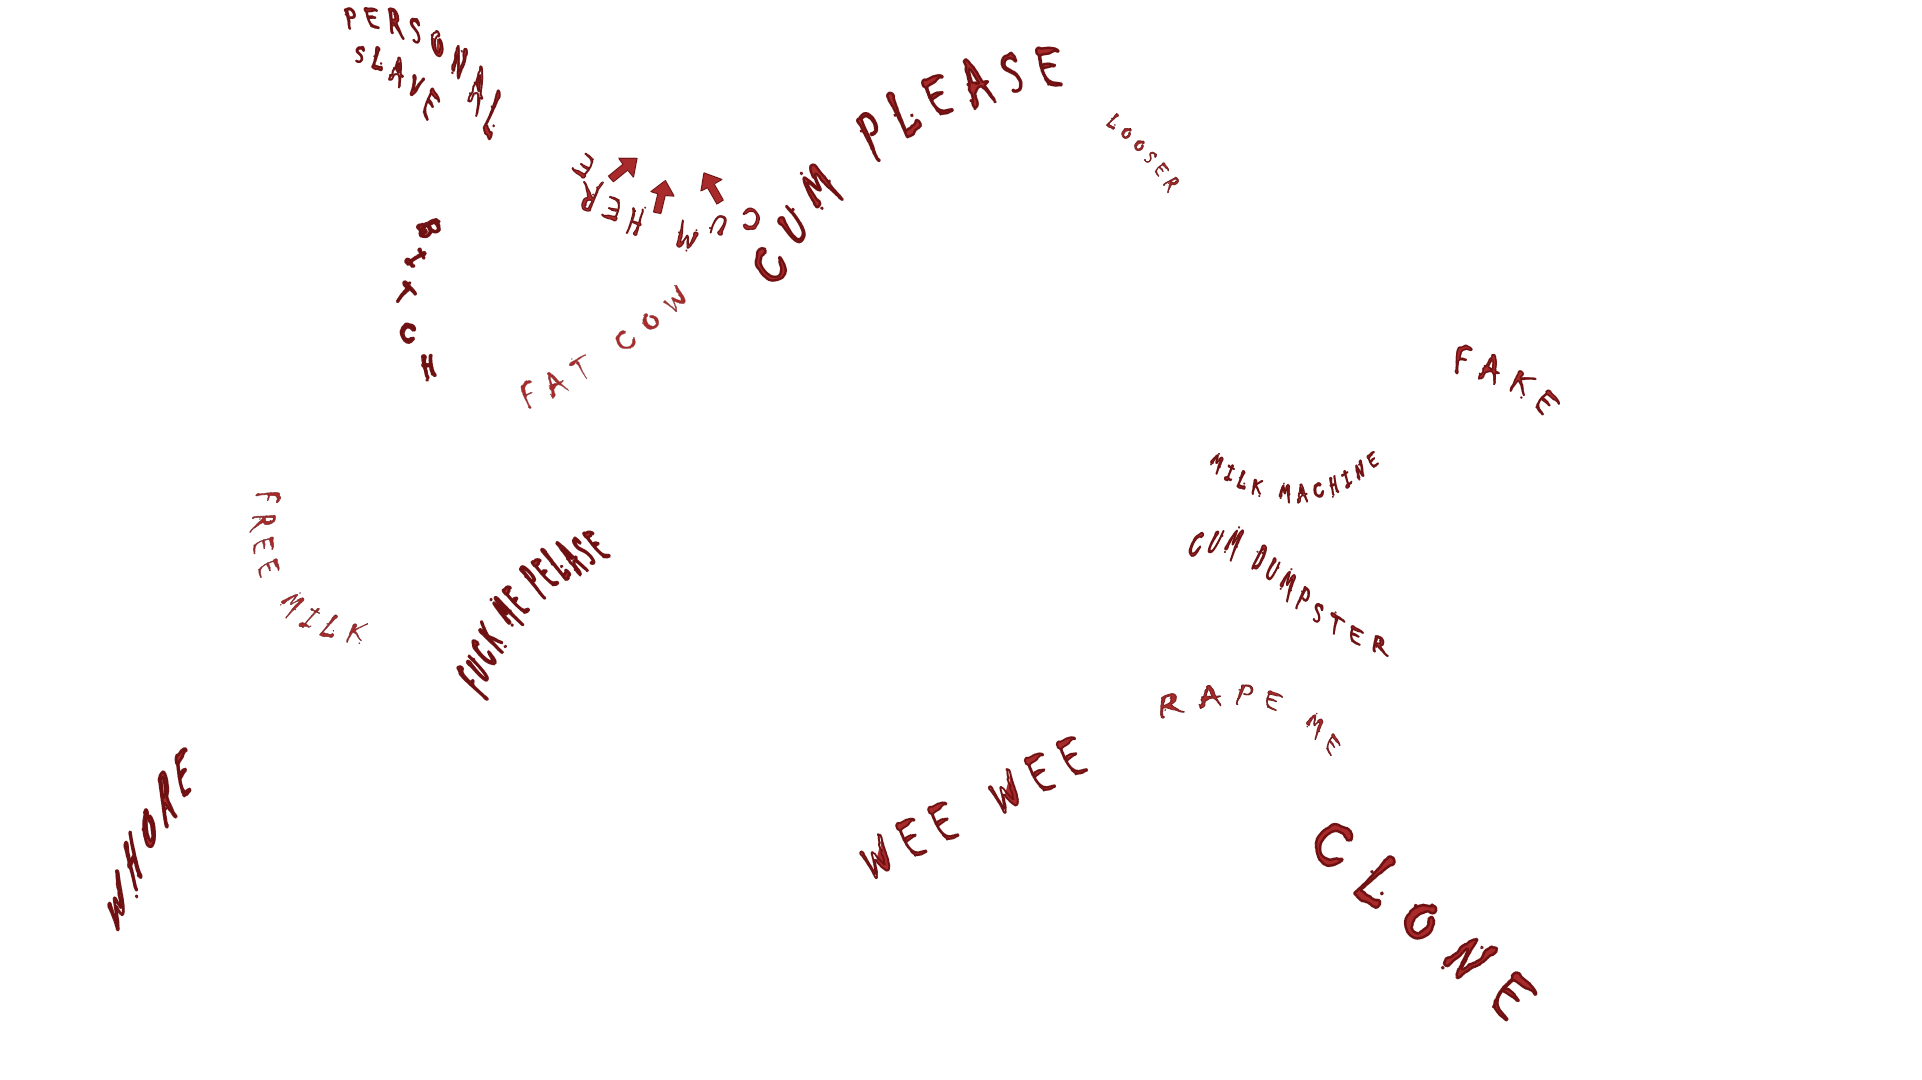 PERSONAL
SLAVE
CUM PLEASE
LOOSER
CUM HERE
BITCH
FAT COW
FAKE
MILK MACHINE
FREE MILK
CUM DUMPSTER
FUCK ME PELASE
RAPE ME
WEE WEE
WHORE
CLONE